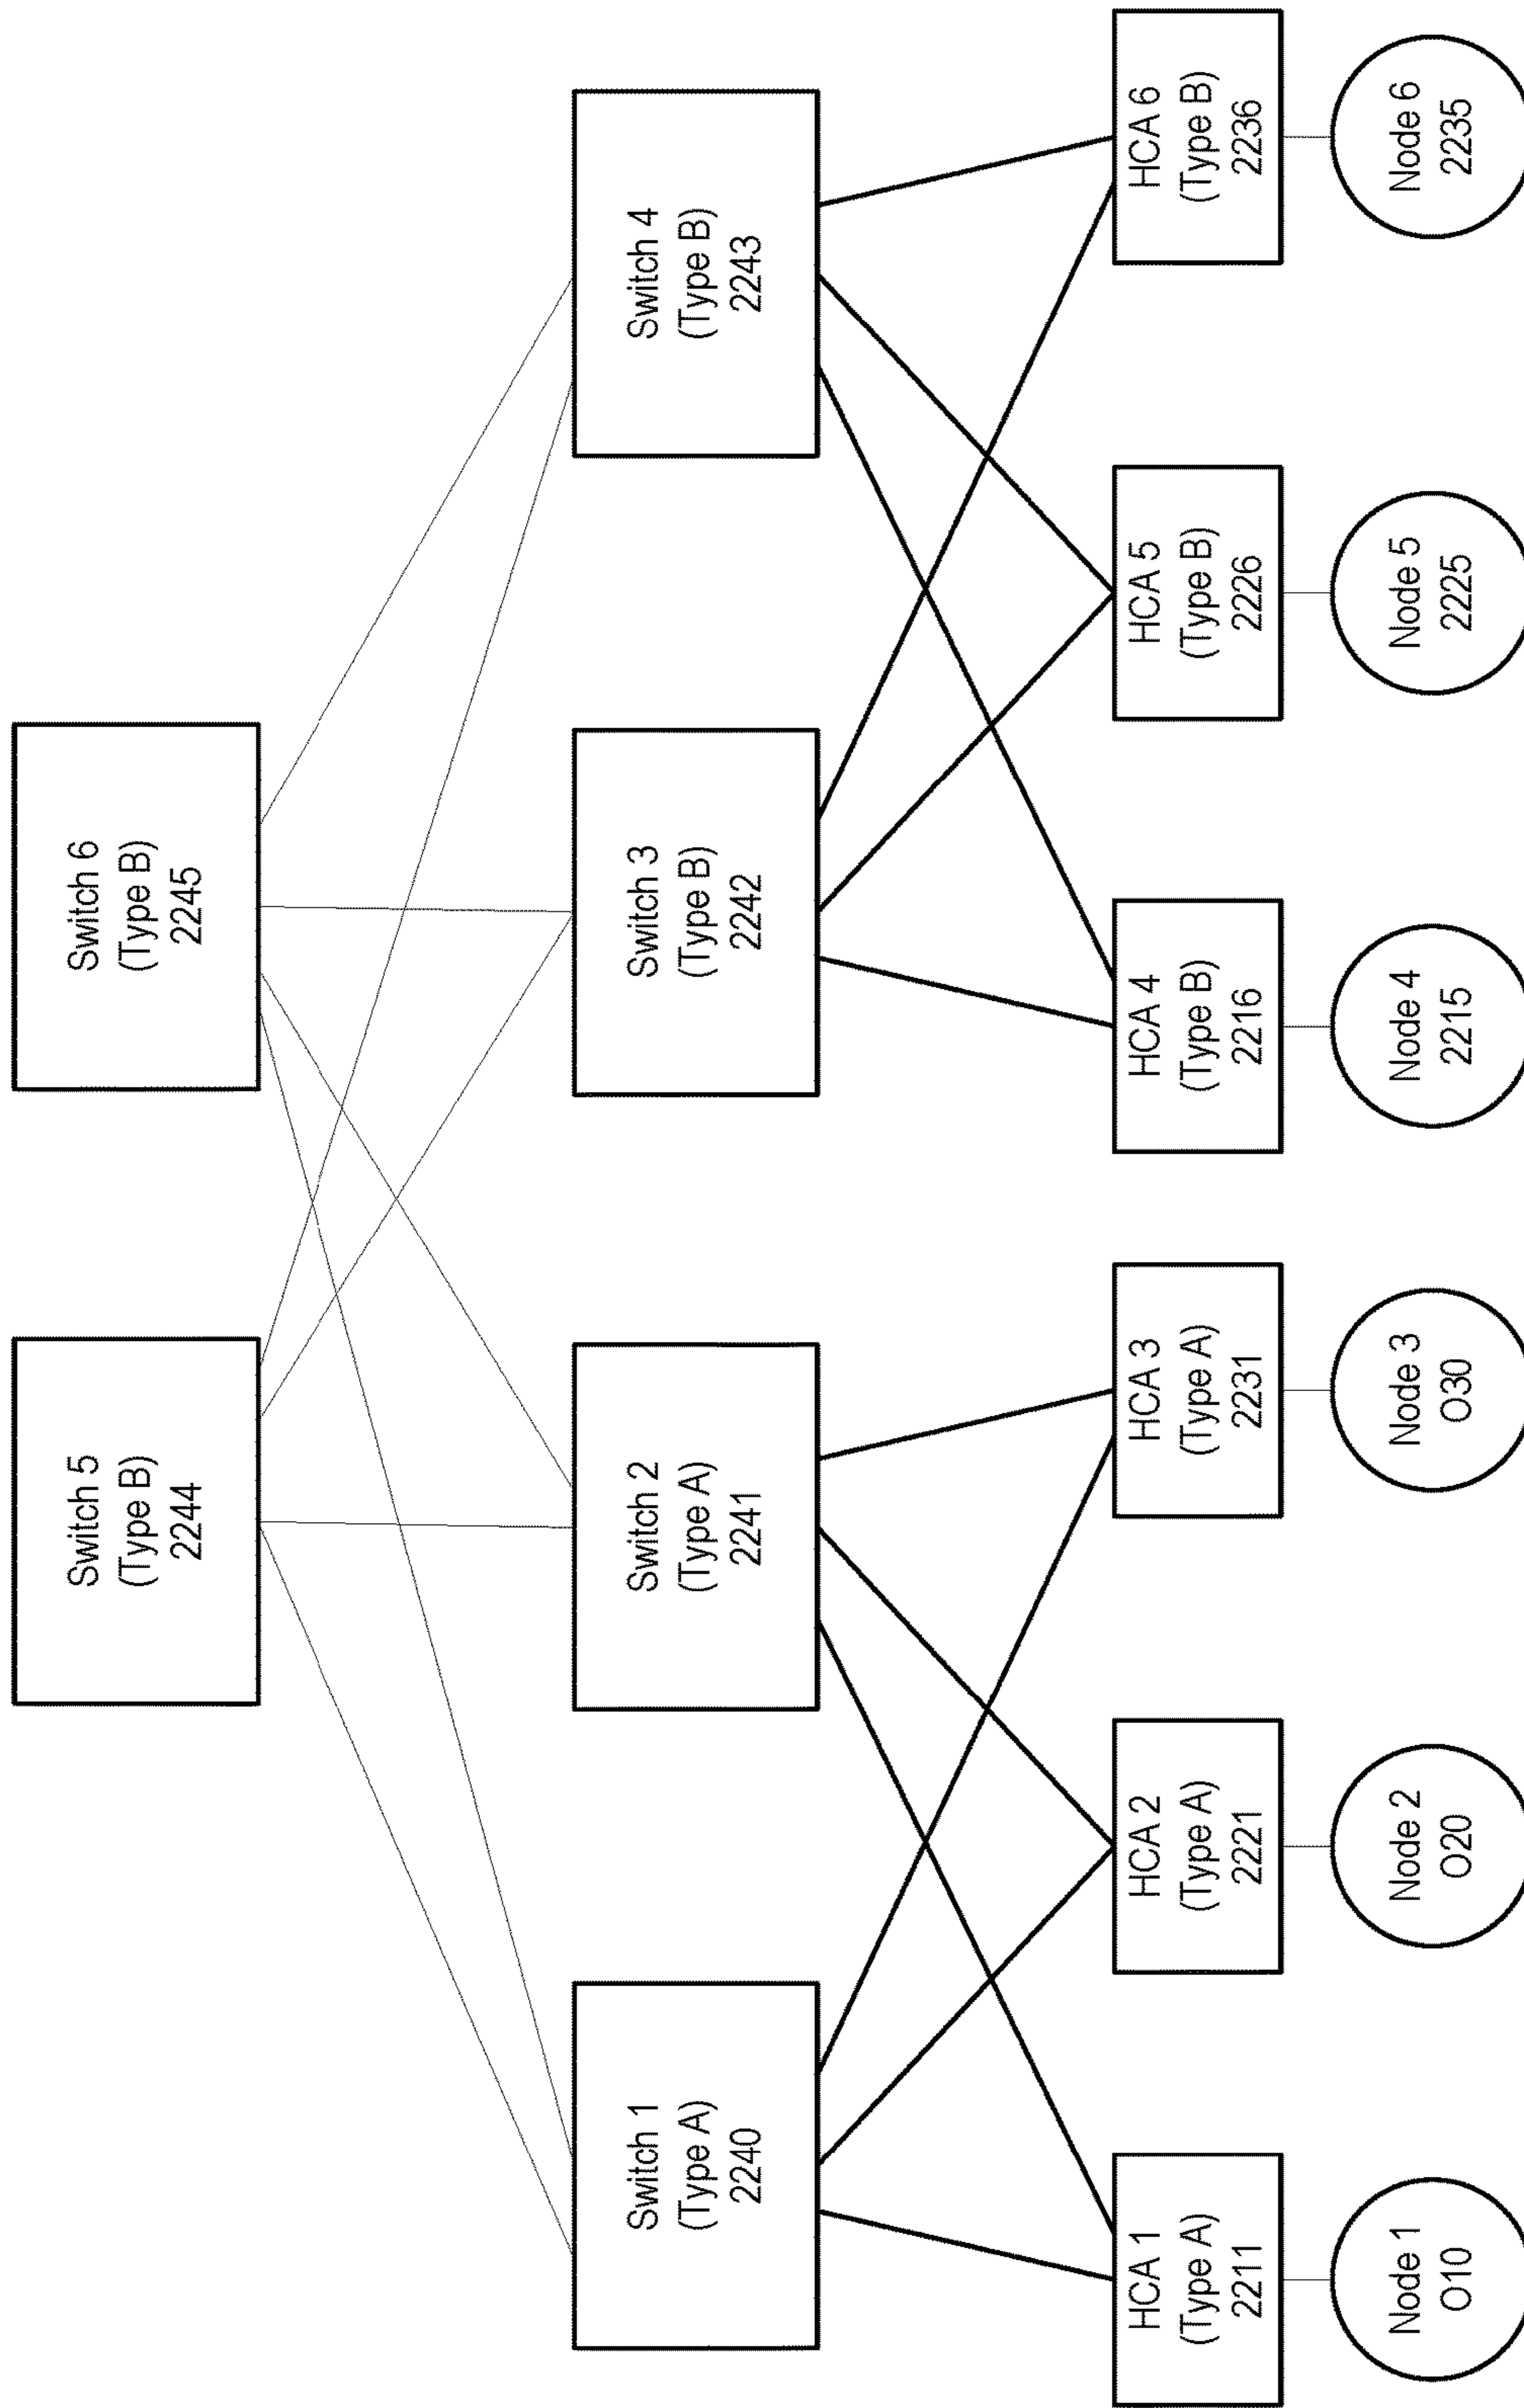 Switch 5
(Type B)
2244
Switch 6
(Type B)
2245
Switch 1
(Type A)
2240
Switch 2
(Type A)
2241
Switch 3
(Type B)
2242
Switch 4
(Type B)
2243
HCA 1
(Type A)
2211
HCA 2
(Type A)
2221
HCA 3
(Type A)
2231
HCA 4
(Type B)
2216
HCA 5
(Type B)
2226
HCA 6
(Type B)
2236
Node 1
O10
Node 2
O20
Node 3
O30
Node 4
2215
Node 5
2225
Node 6
2235